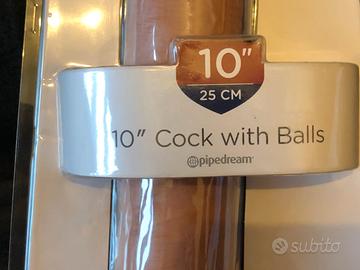 10"
25 CM
10" Cock with Balls
pipedream®
subito